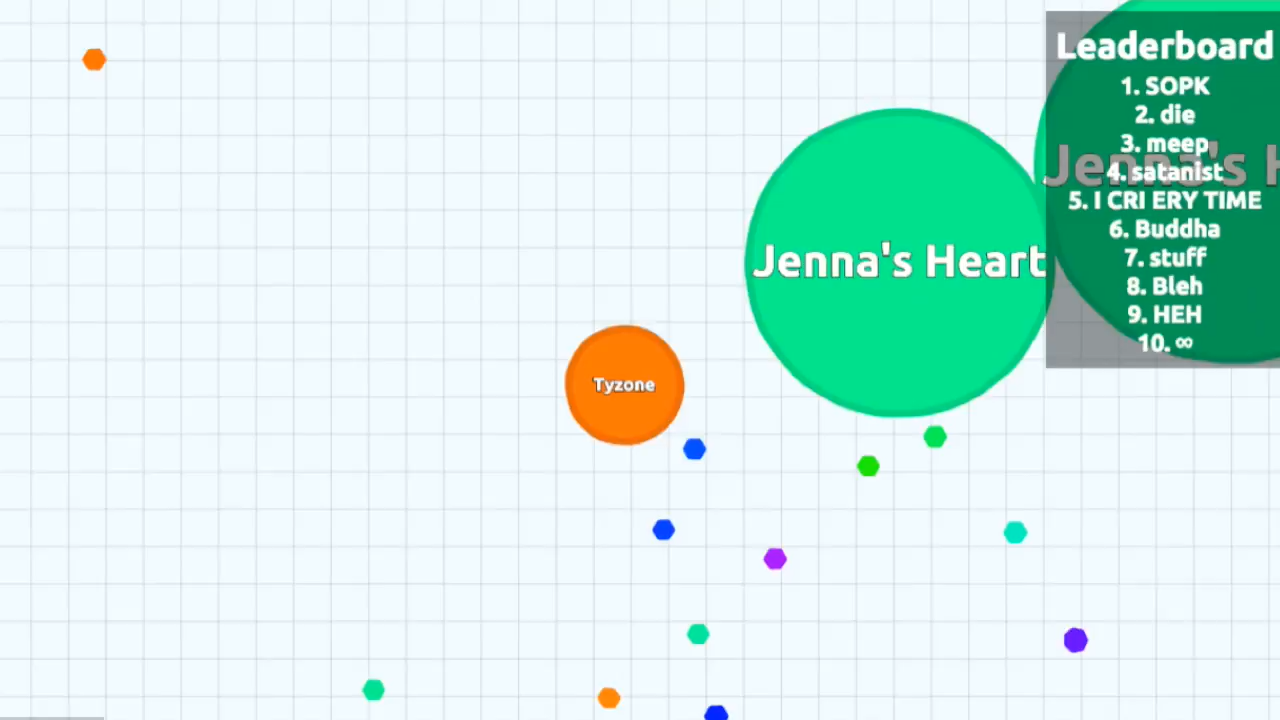 Leaderboard
1. SOPK
2. die
3. meep
4. satanist
5. I CRI ERY TIME
6. Buddha
7. stuff
8. Bleh
9. HEH
10. ∞
Jenna's H
Jenna's Heart
Tyzone